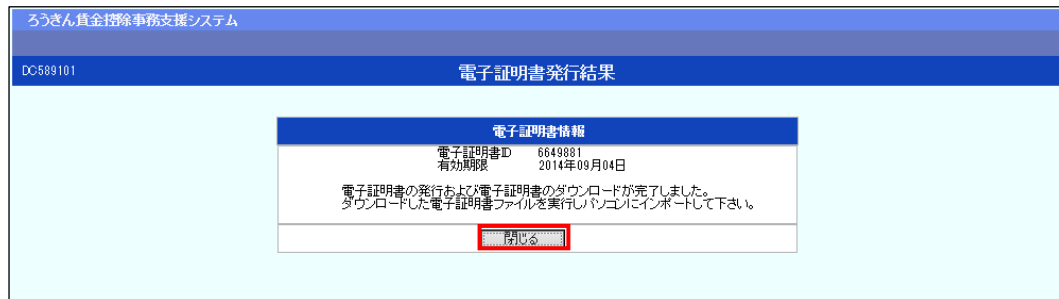 ろうきん賃金控除事務支援システム
DC589101
電子証明書発行結果
電子証明書情報
電子証明書ID 6649881
有効期限 2014年09月04日
電子証明書の発行および電子証明書のダウンロードが完了しました。
ダウンロードした電子証明書ファイルを実行しパソコンにインポートして下さい。
閉じる